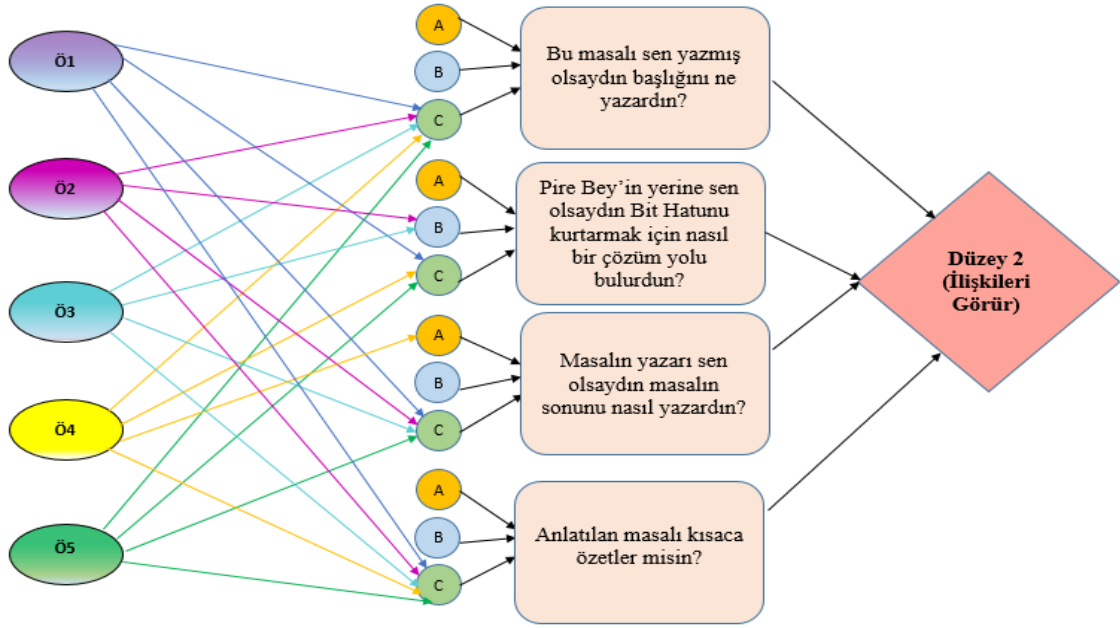 Ö1
Ö2
Ö3
Ö4
Ö5
A
B
C
A
B
C
A
B
C
A
B
C
Bu masalı sen yazmış
olsaydın başlığını ne
yazardın?
Pire Bey’in yerine sen
olsaydın Bit Hatunu
kurtarmak için nasıl
bir çözüm yolu
bulurdun?
Masalın yazarı sen
olsaydın masalın
sonunu nasıl yazardın?
Anlatılan masalı kısaca
özetler misin?
Düzey 2
(İlişkileri
Görür)